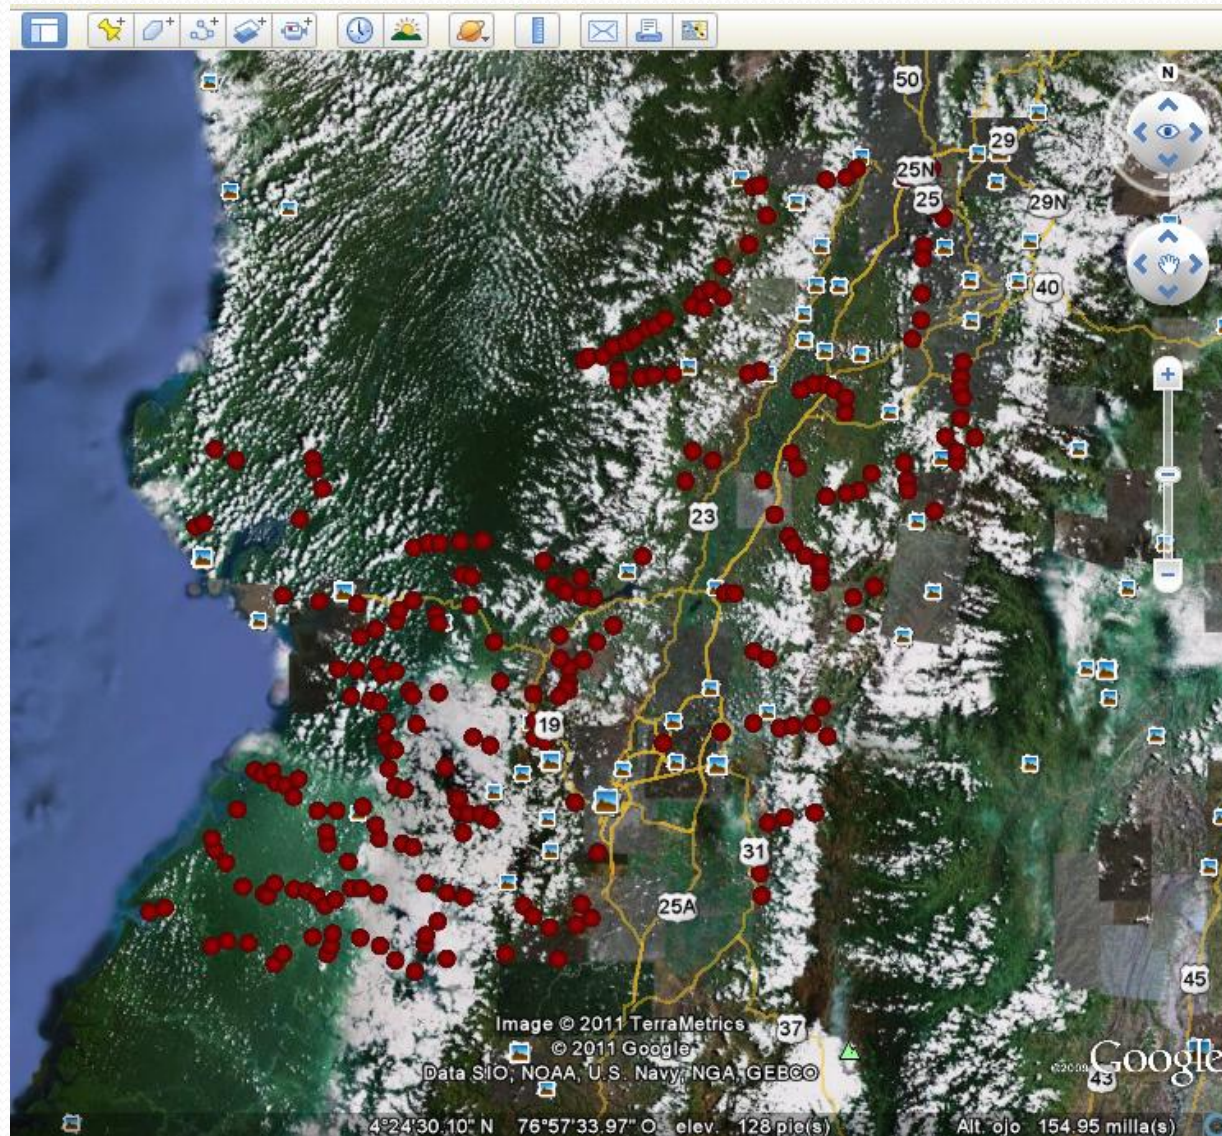 N
50
29
25N
25
29N
40
23
19
31
25A
45
37
Image © 2011 TerraMetrics
© 2011 Google
Data SIO, NOAA, U.S. Navy, NGA, GEBCO
©2009 Google
43
4°24'30.10" N 76°57'33.97" O elev. 128 pie(s) Alt. ojo 154.95 milla(s)